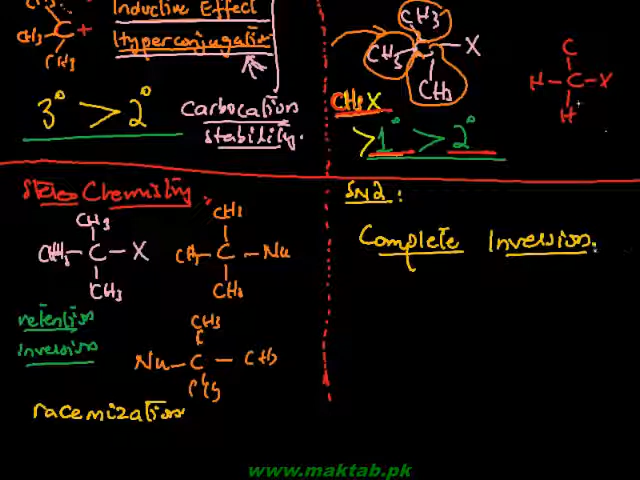 Inductive Effect
CH3 C +
CH3
Hyperconjugation
3° > 2°
Carbocation
stability.
CH3
CH3 X
CH3
CH3X
> 1° > 2°
C
H - C - X
H
Stereo Chemistry:
CH3
CH3 - C - X
CH3
CH3
CH3 - C - Nu
CH3
retention
inversion
CH3
Nu - C - CH3
racemization
SN2:
Complete Inversion:
www.maktab.pk